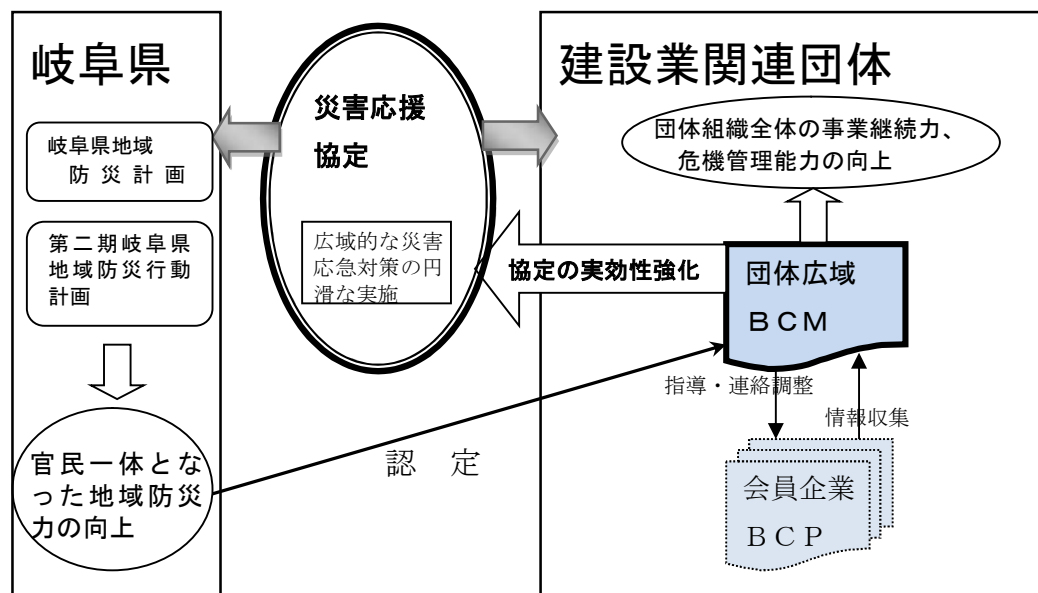 岐阜県
岐阜県地域
防災計画
第二期岐阜県
地域防災行動
計画
官民一体とな
った地域防災
力の向上
災害応援
協定
広域的な災害
応急対策の円
滑な実施
認 定
建設業関連団体
団体組織全体の事業継続力、
危機管理能力の向上
協定の実効性強化
団体広域
ＢＣＭ
指導・連絡調整
情報収集
会員企業
ＢＣＰ